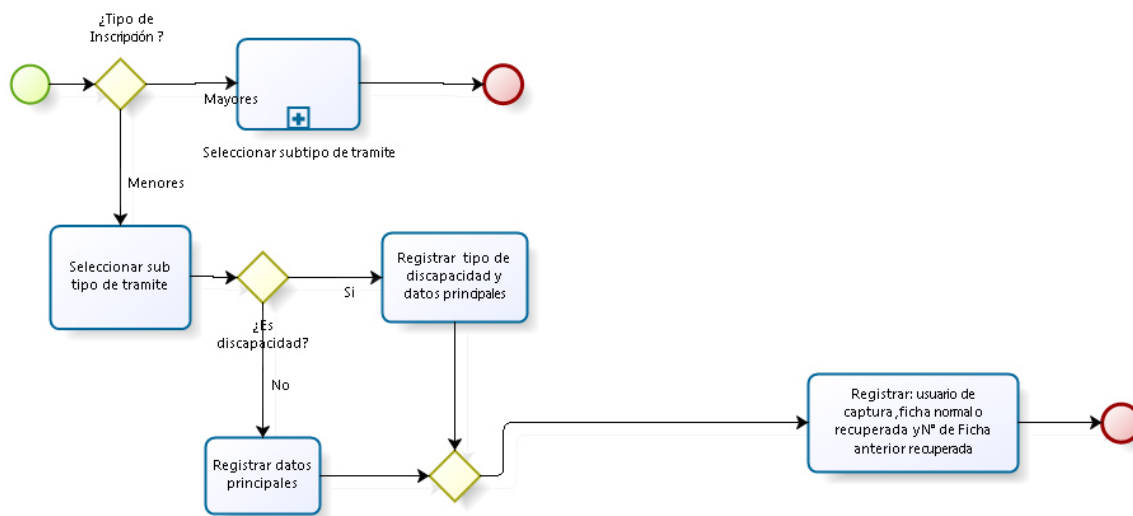 ¿Tipo de
Inscripción ?
Mayores
Seleccionar subtipo de tramite
Menores
Seleccionar sub
tipo de tramite
¿Es
discapacidad?
Si
No
Registrar tipo de
discapacidad y
datos principales
Registrar datos
principales
Registrar: usuario de
captura ,ficha normal o
recuperada y N° de Ficha
anterior recuperada